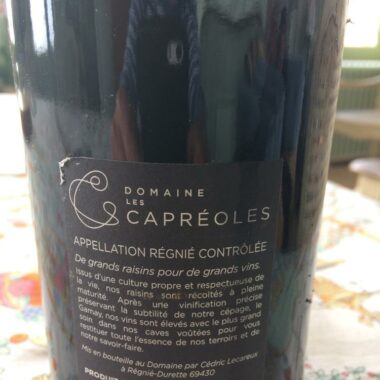 DOMAINE
LES
CAPRÉOLES
APPELLATION RÉGNIÉ CONTRÔLÉE
De grands raisins pour de grands vins.
Issus d'une culture propre et respectueuse de
la vie, nos raisins sont récoltés à pleine
maturité. Après une vinification précise
préservant la subtilité de notre cépage, le
Gamay, nos vins sont élevés avec le plus grand
soin dans nos caves voûtées pour vous
restituer toute l'essence de nos terroirs et de
notre savoir-faire.
Mis en bouteille au Domaine par Cédric Lecareux
à Régnié-Durette 69430
PRODU